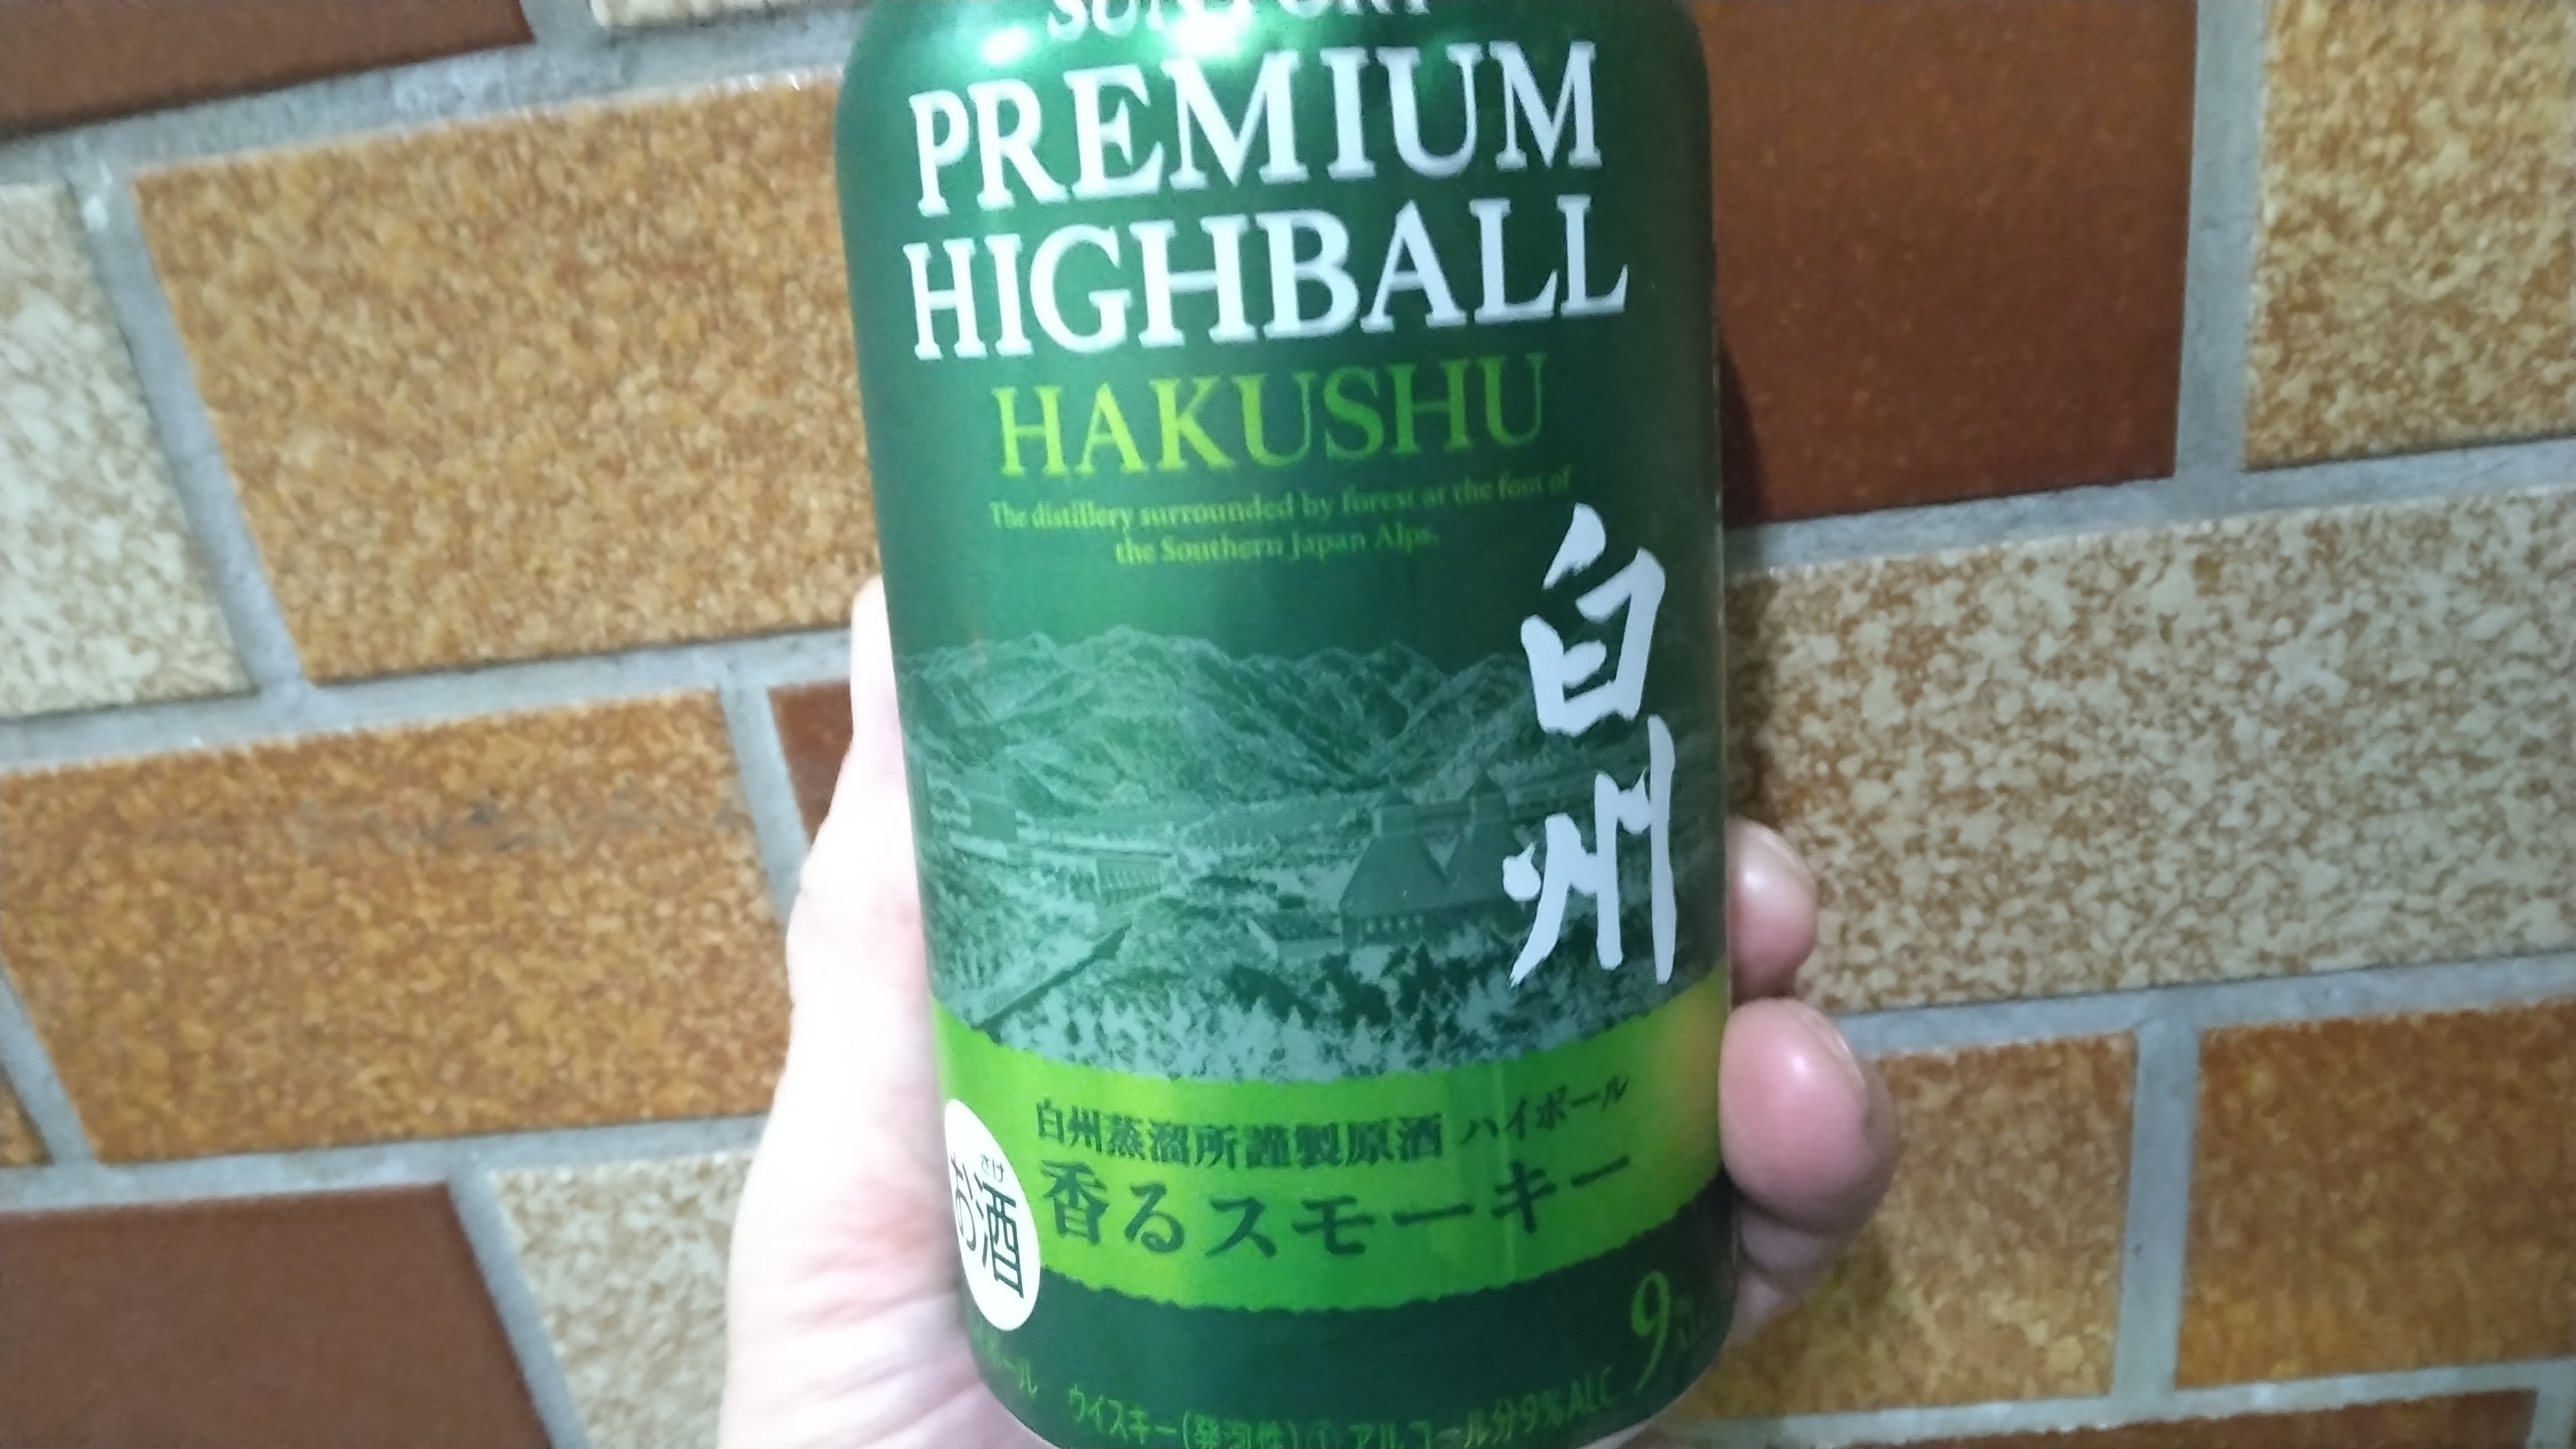 SUNTORY
PREMIUM
HIGHBALL
HAKUSHU
The distillery surrounded by forest at the foot of
the Southern Japan Alps.
白州
白州蒸溜所謹製原酒 ハイボール
香るスモーキー
さけ
お酒
9%
ウイスキー(発泡性)① アルコール分9%ALC.